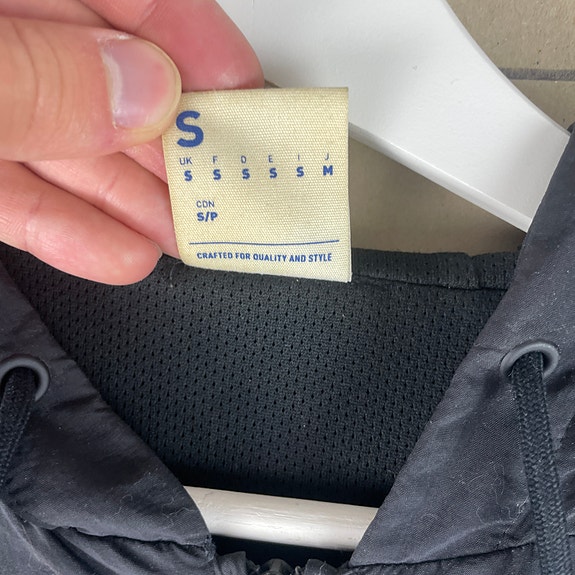 S
UK F D E I J
S S S S S M
CDN
S/P
CRAFTED FOR QUALITY AND STYLE